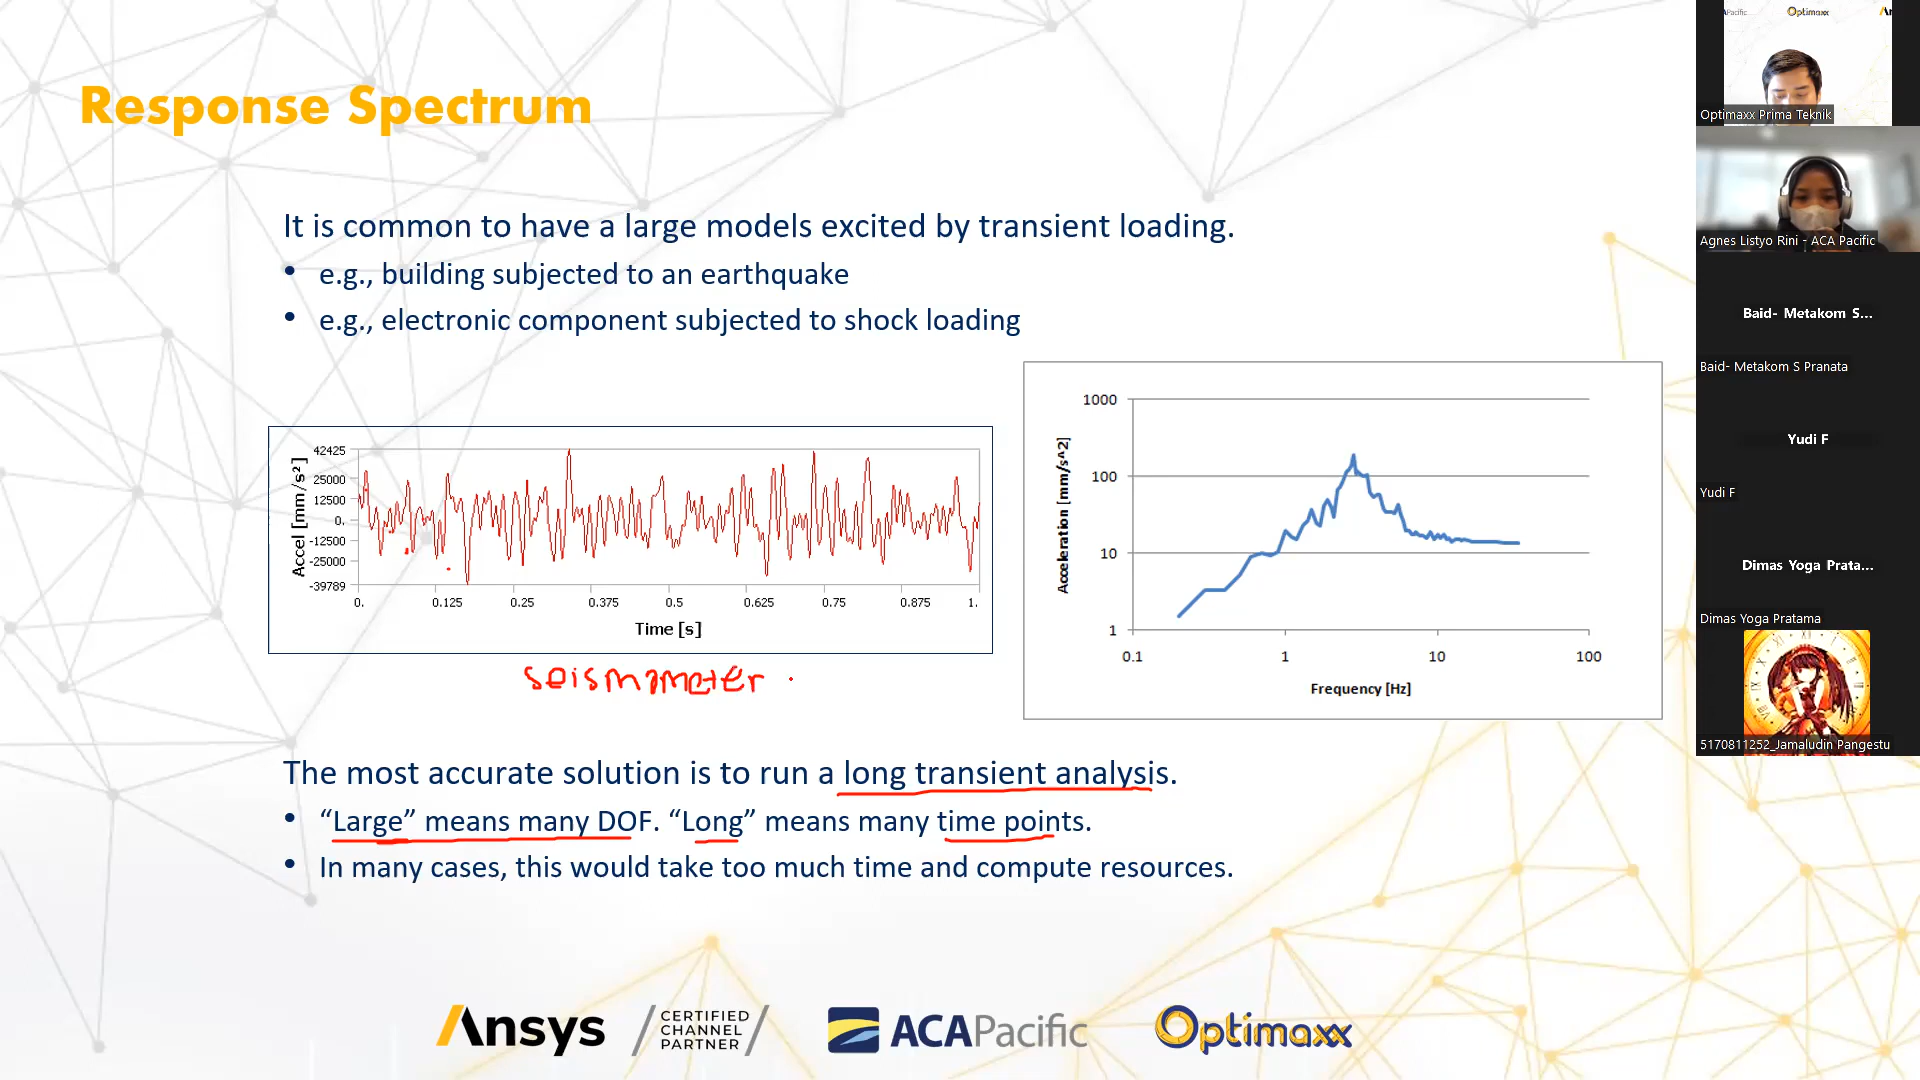 Response Spectrum
It is common to have a large models excited by transient loading.
• e.g., building subjected to an earthquake
• e.g., electronic component subjected to shock loading
Accel [mm/s²]
42425
25000
12500
0.
-12500
-25000
-39789
0. 0.125 0.25 0.375 0.5 0.625 0.75 0.875 1.
Time [s]
seismometer
Acceleration [mm/s^2]
1000
100
10
1
0.1 1 10 100
Frequency [Hz]
The most accurate solution is to run a long transient analysis.
• “Large” means many DOF. “Long” means many time points.
• In many cases, this would take too much time and compute resources.
Ansys
CERTIFIED
CHANNEL
PARTNER
ACAPacific
Optimaxx
Pacific Optimaxx
Optimaxx Prima Teknik
Agnes Listyo Rini - ACA Pacific
Baid- Metakom S...
Baid- Metakom S Pranata
Yudi F
Yudi F
Dimas Yoga Prata...
Dimas Yoga Pratama
5170811252_Jamaludin Pangestu